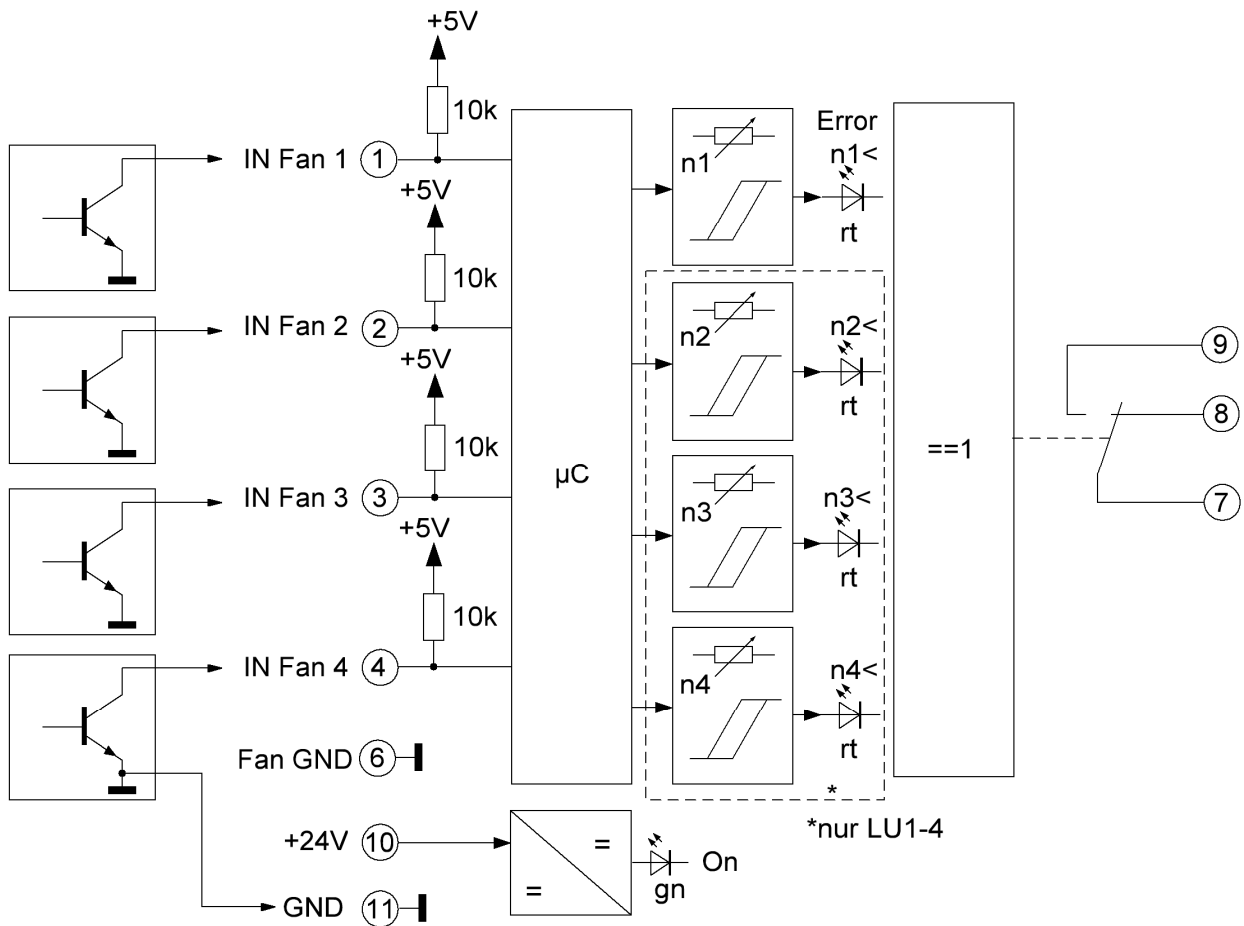 +5V
10k
IN Fan 1 1
+5V
10k
IN Fan 2 2
+5V
10k
IN Fan 3 3
+5V
10k
IN Fan 4 4
Fan GND 6
+24V 10
GND 11
µC
n1
Error
n1<
rt
n2
n2<
rt
n3
n3<
rt
n4
n4<
rt
*
*nur LU1-4
==1
9
8
7
=
=
gn
On